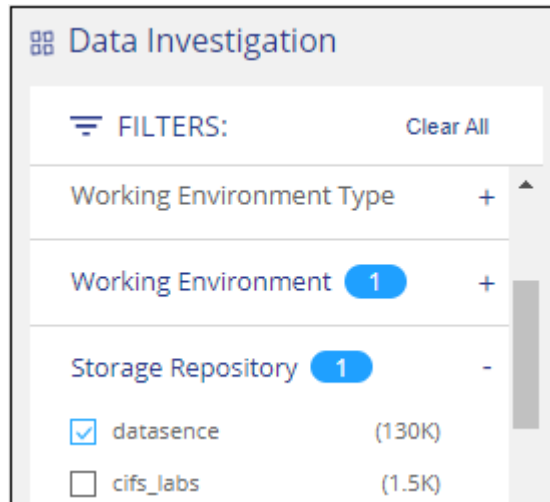 Data Investigation
FILTERS: Clear All
Working Environment Type +
Working Environment 1 +
Storage Repository 1 -
datasence (130K)
cifs_labs (1.5K)